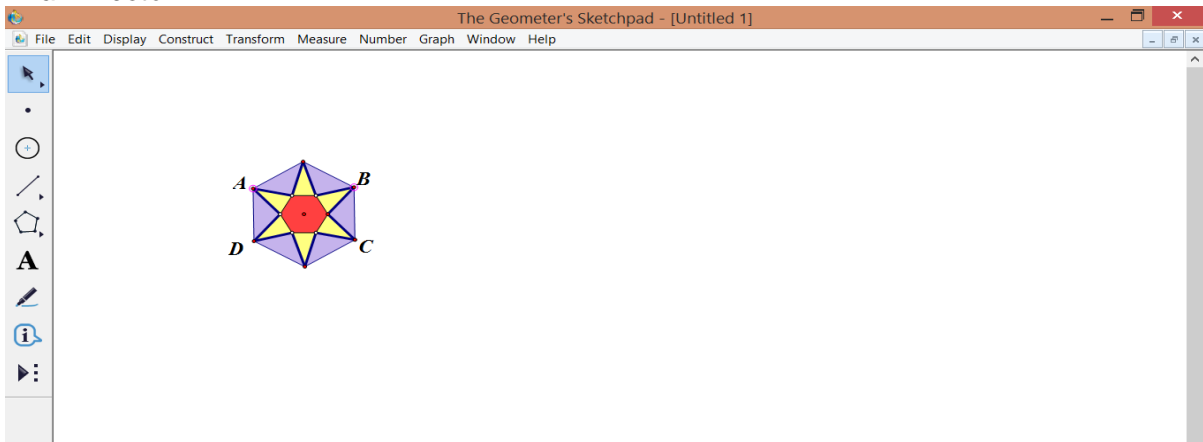 The Geometer's Sketchpad - [Untitled 1]
File Edit Display Construct Transform Measure Number Graph Window Help
A B
D C
A
i